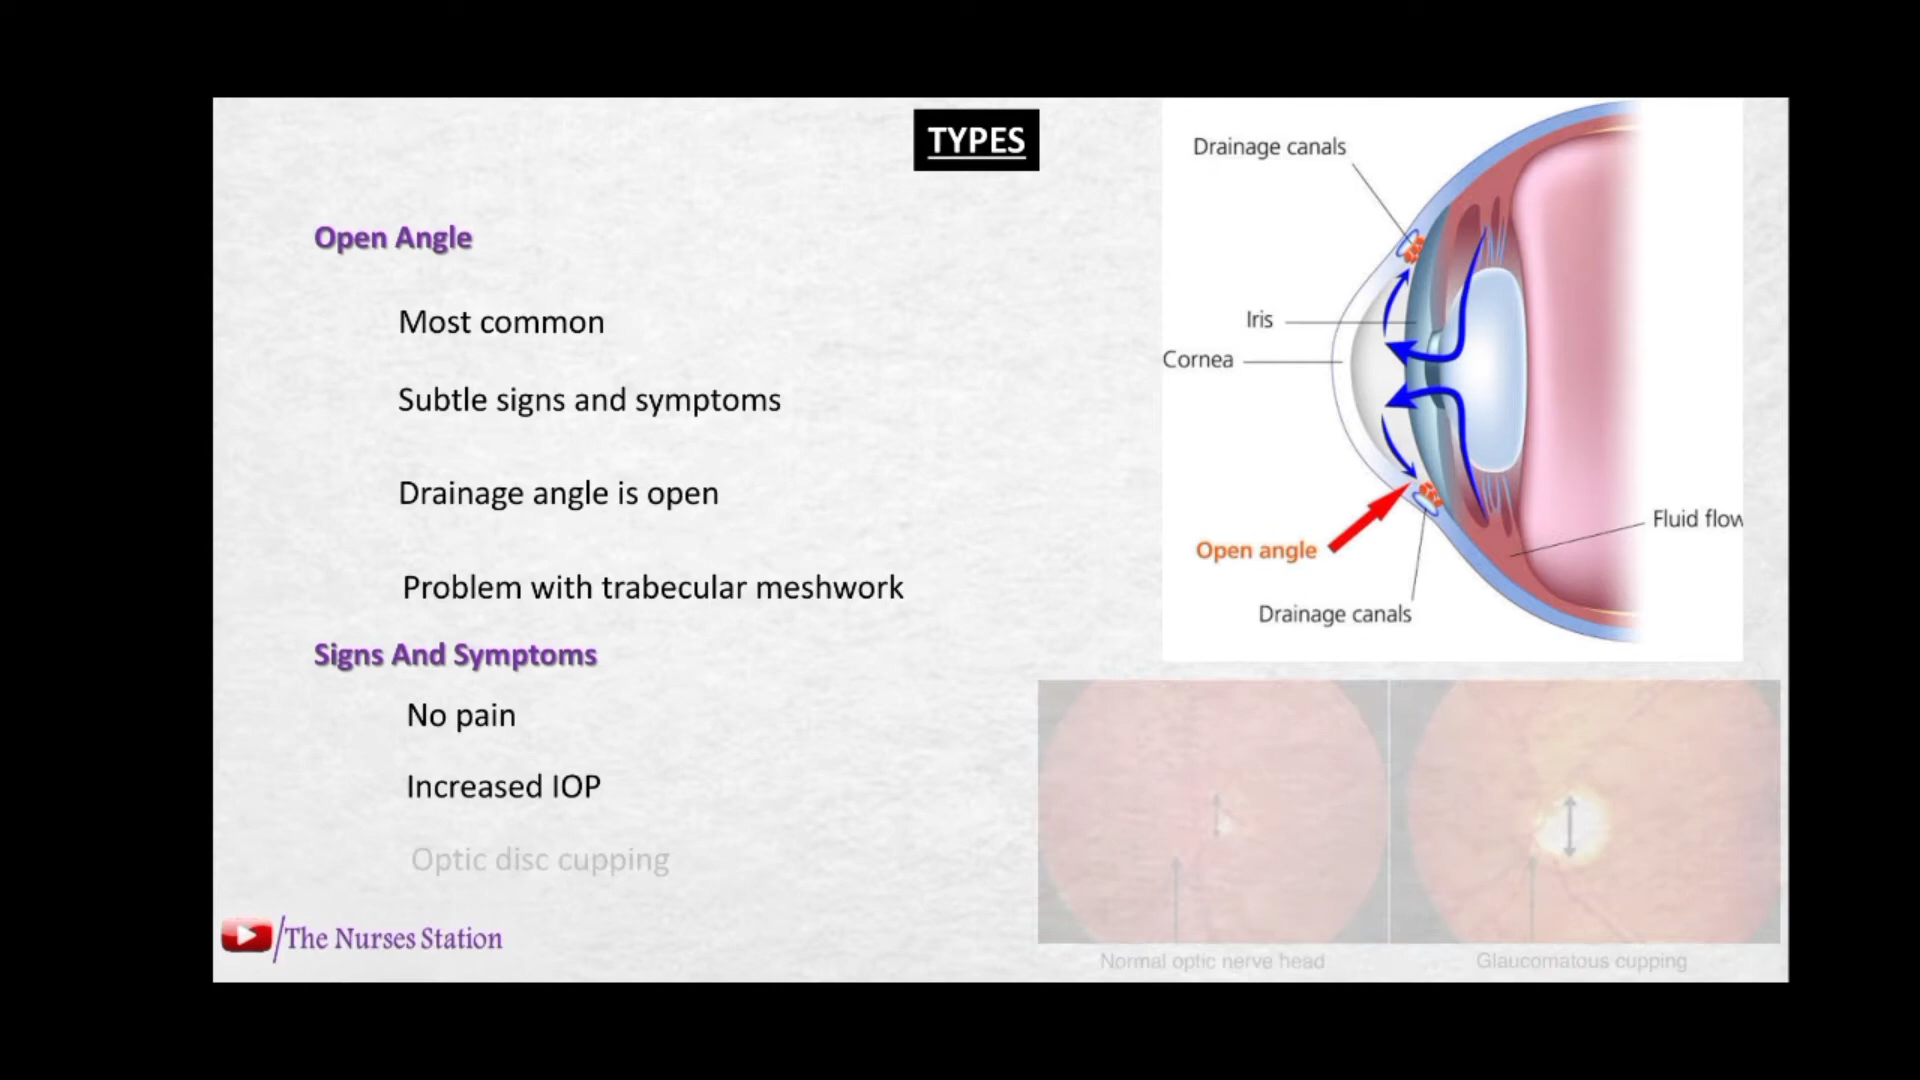 TYPES
Open Angle
Most common
Subtle signs and symptoms
Drainage angle is open
Problem with trabecular meshwork
Signs And Symptoms
No pain
Increased IOP
Optic disc cupping
/The Nurses Station
Drainage canals
Iris
Cornea
Fluid flow
Open angle
Drainage canals
Normal optic nerve head
Glaucomatous cupping